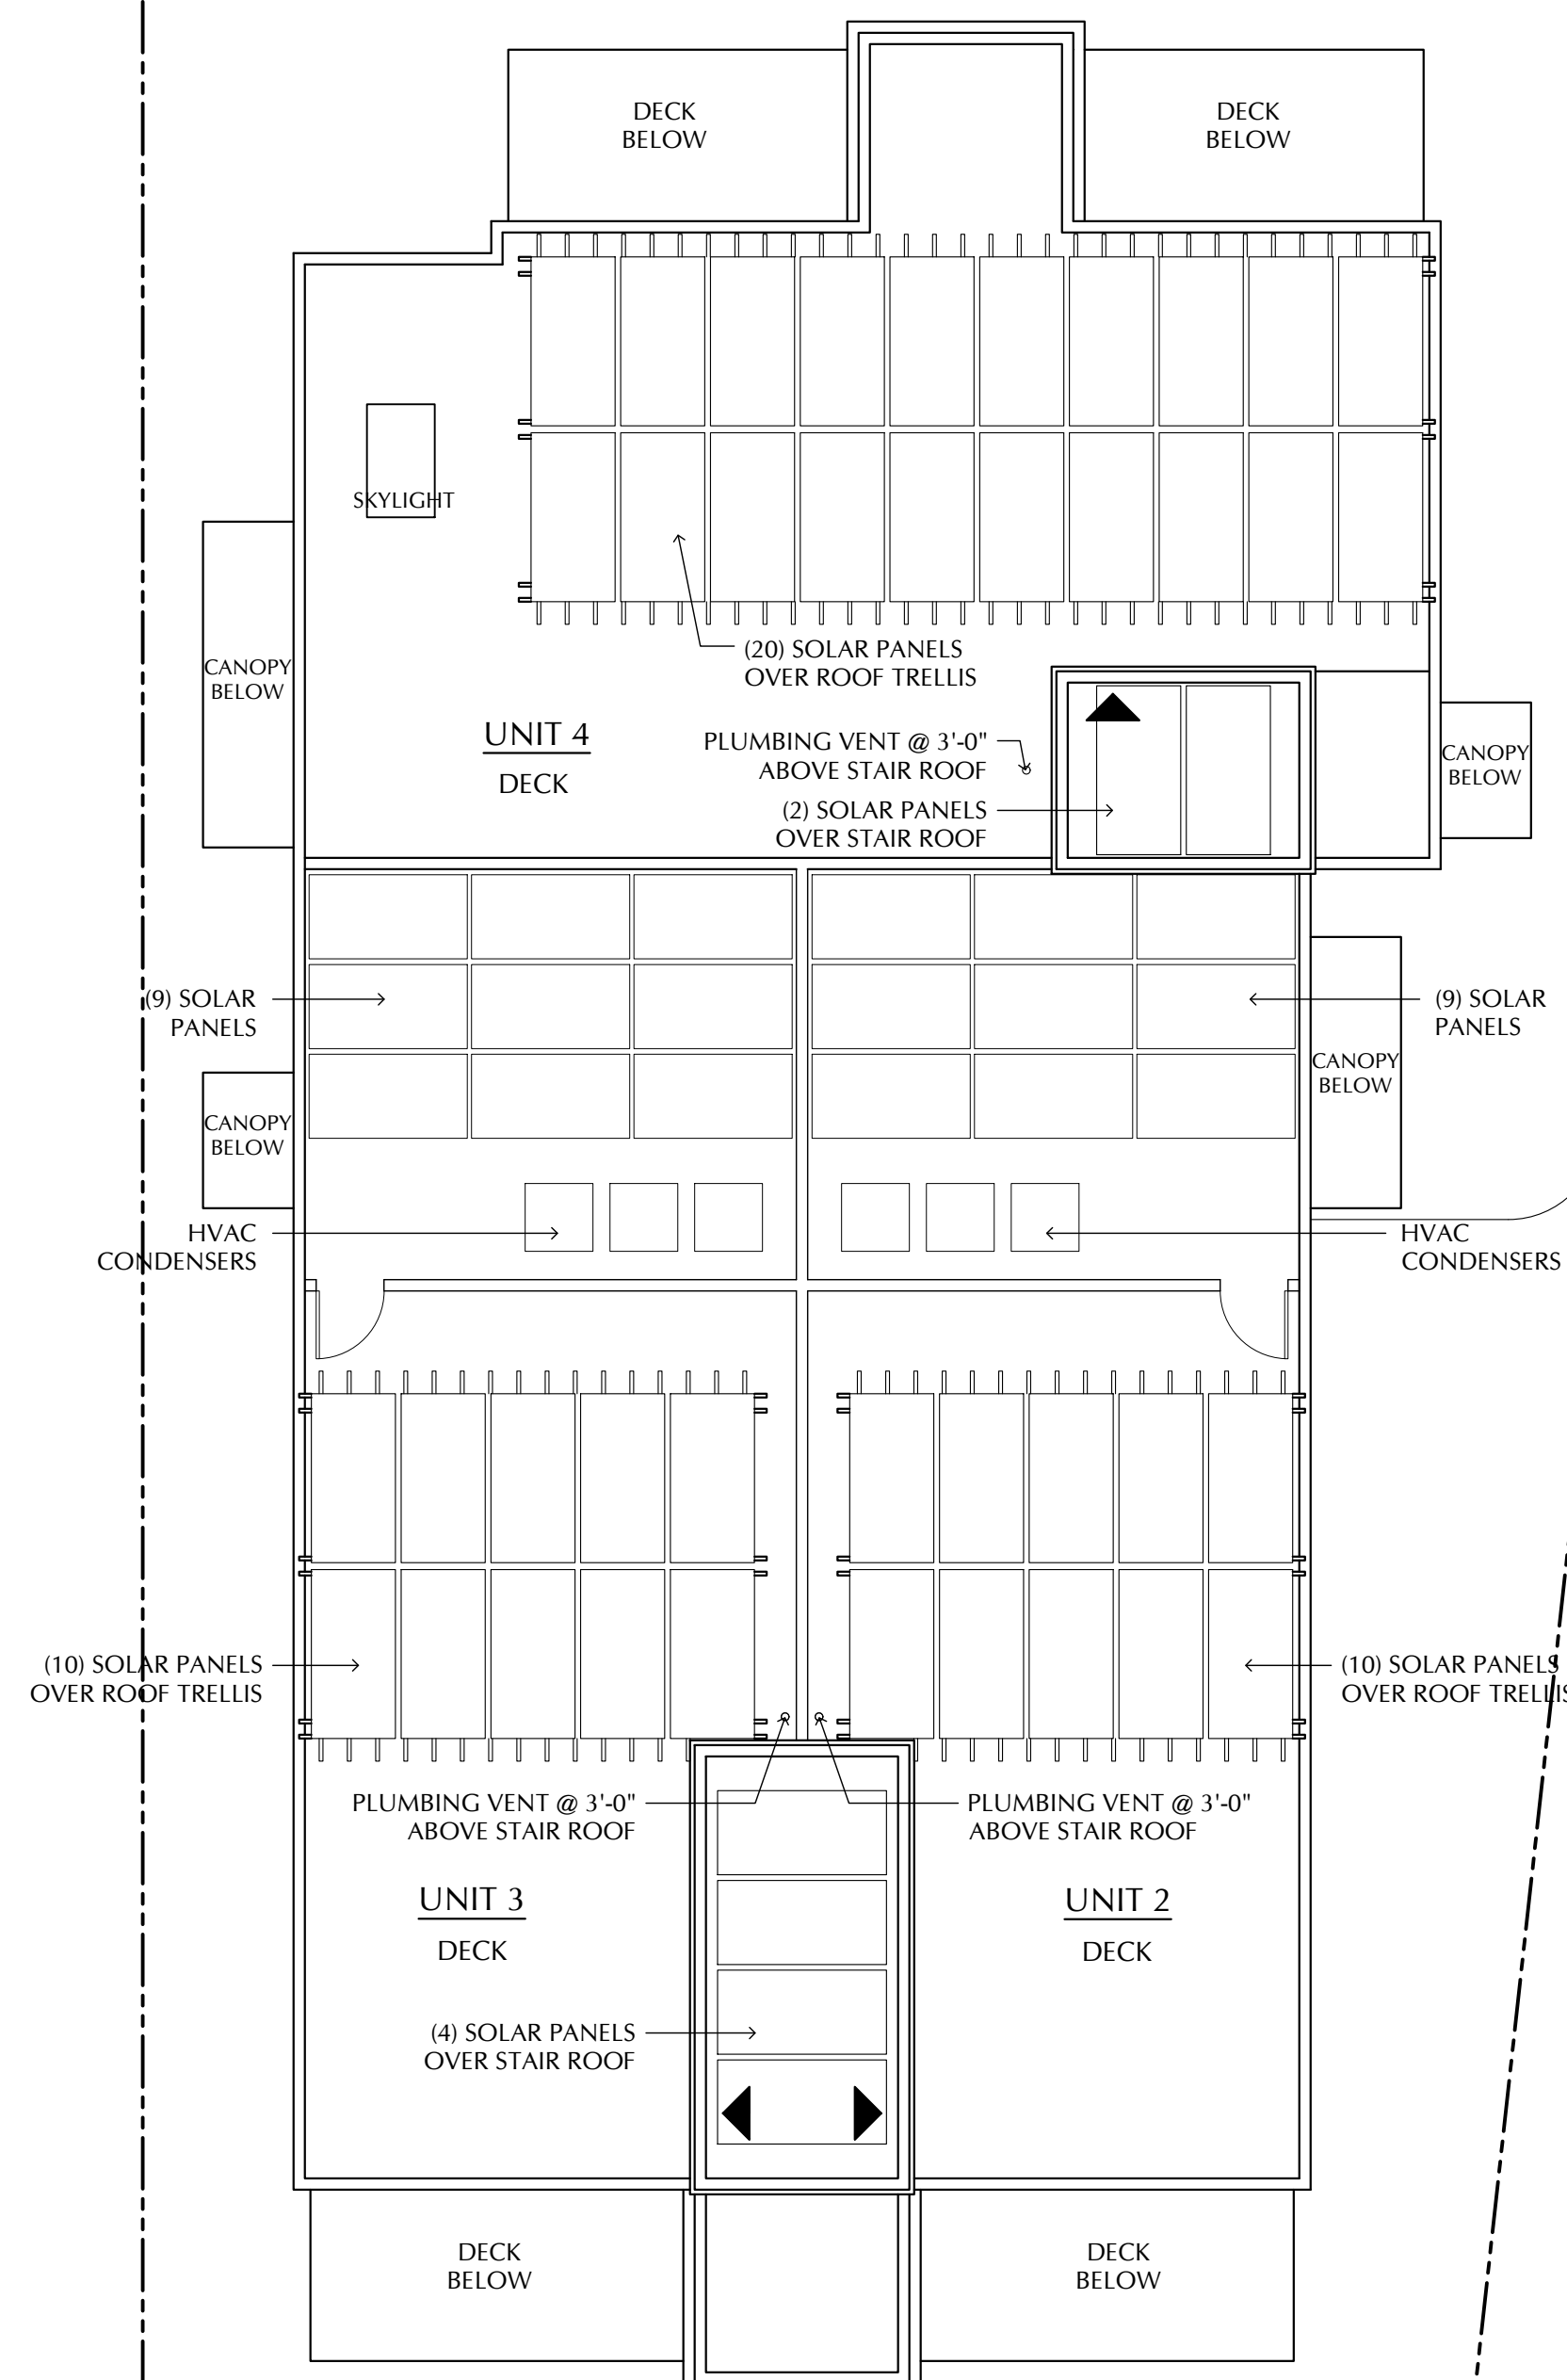 DECK
BELOW
DECK
BELOW
SKYLIGHT
CANOPY
BELOW
(20) SOLAR PANELS
OVER ROOF TRELLIS
UNIT 4
DECK
PLUMBING VENT @ 3'-0"
ABOVE STAIR ROOF
(2) SOLAR PANELS
OVER STAIR ROOF
CANOPY
BELOW
(9) SOLAR
PANELS
(9) SOLAR
PANELS
CANOPY
BELOW
CANOPY
BELOW
HVAC
CONDENSERS
HVAC
CONDENSERS
(10) SOLAR PANELS
OVER ROOF TRELLIS
(10) SOLAR PANELS
OVER ROOF TRELLIS
PLUMBING VENT @ 3'-0"
ABOVE STAIR ROOF
PLUMBING VENT @ 3'-0"
ABOVE STAIR ROOF
UNIT 3
DECK
UNIT 2
DECK
(4) SOLAR PANELS
OVER STAIR ROOF
DECK
BELOW
DECK
BELOW